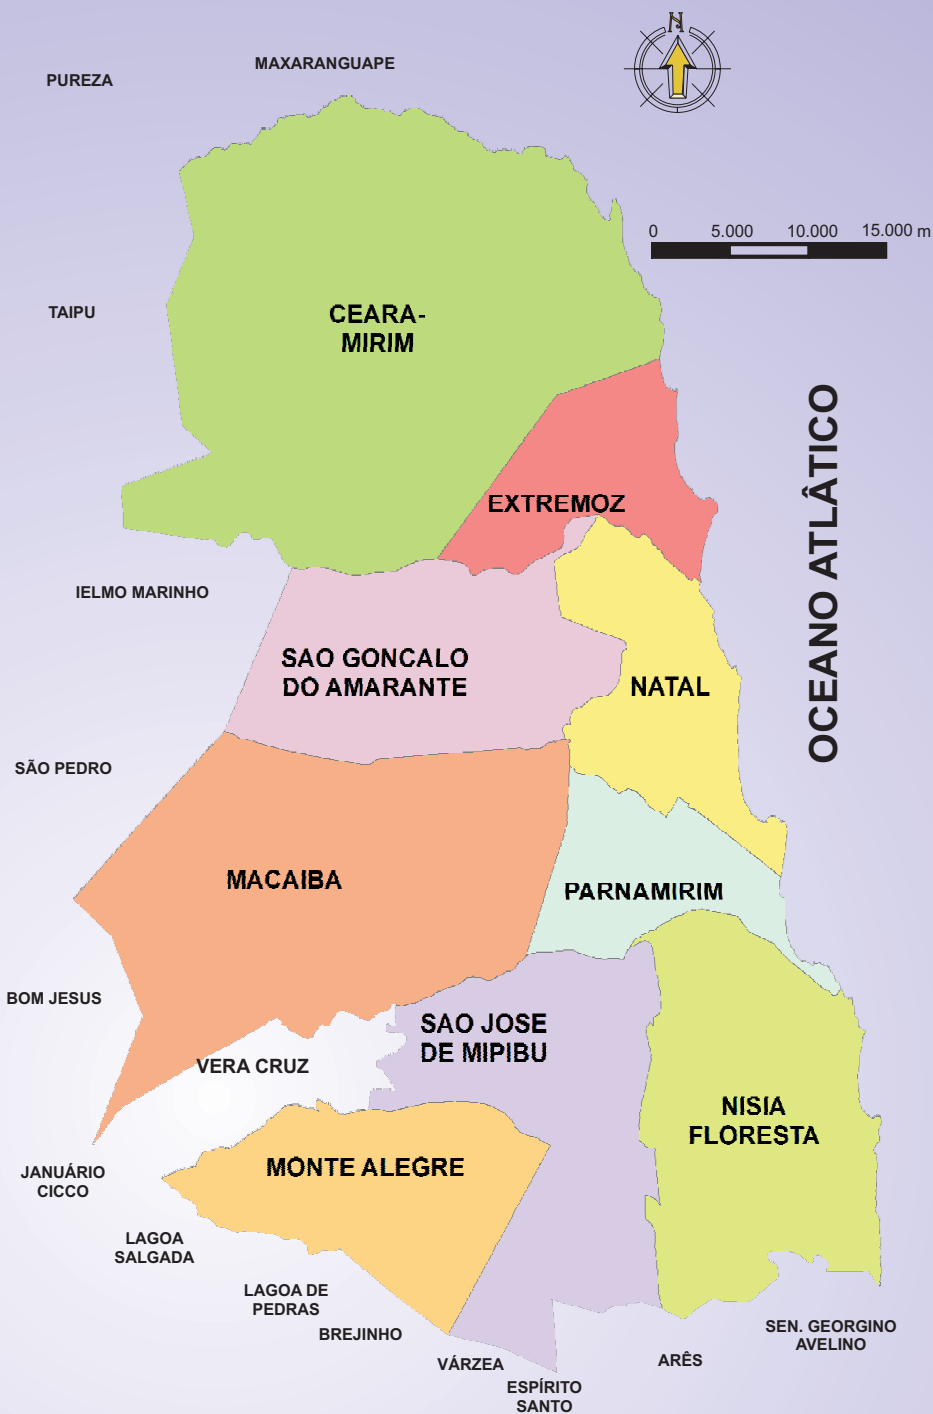 N
MAXARANGUAPE
PUREZA
0 5.000 10.000 15.000 m
TAIPU
CEARA-
MIRIM
OCEANO ATLÂTICO
EXTREMOZ
IELMO MARINHO
SAO GONCALO
DO AMARANTE
NATAL
SÃO PEDRO
MACAIBA
PARNAMIRIM
BOM JESUS
SAO JOSE
DE MIPIBU
VERA CRUZ
NISIA
FLORESTA
MONTE ALEGRE
JANUÁRIO
CICCO
LAGOA
SALGADA
LAGOA DE
PEDRAS
BREJINHO
SEN. GEORGINO
AVELINO
VÁRZEA
ARÊS
ESPÍRITO
SANTO